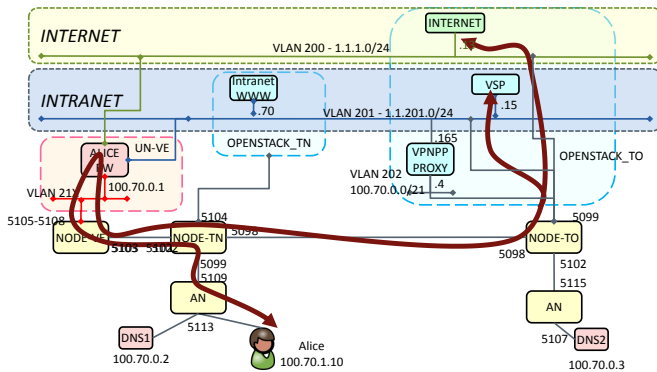 INTERNET
INTERNET
VLAN 200 - 1.1.1.0/24
INTRANET
Intranet
WWW
.70
VSP
.15
VLAN 201 - 1.1.201.0/24
UN-VE
OPENSTACK_TN
.165
OPENSTACK_TO
ALICE
FW
100.70.0.1
VPNPP
PROXY
VLAN 202
100.70.0.0/21
.4
VLAN 21X
5105-5108
5104
5099
NODE-VE
5103
NODE-TN
5098
5098
NODE-TO
5099
5109
5102
5115
AN
AN
DNS1
5113
5107
DNS2
100.70.0.2
Alice
100.70.1.10
100.70.0.3